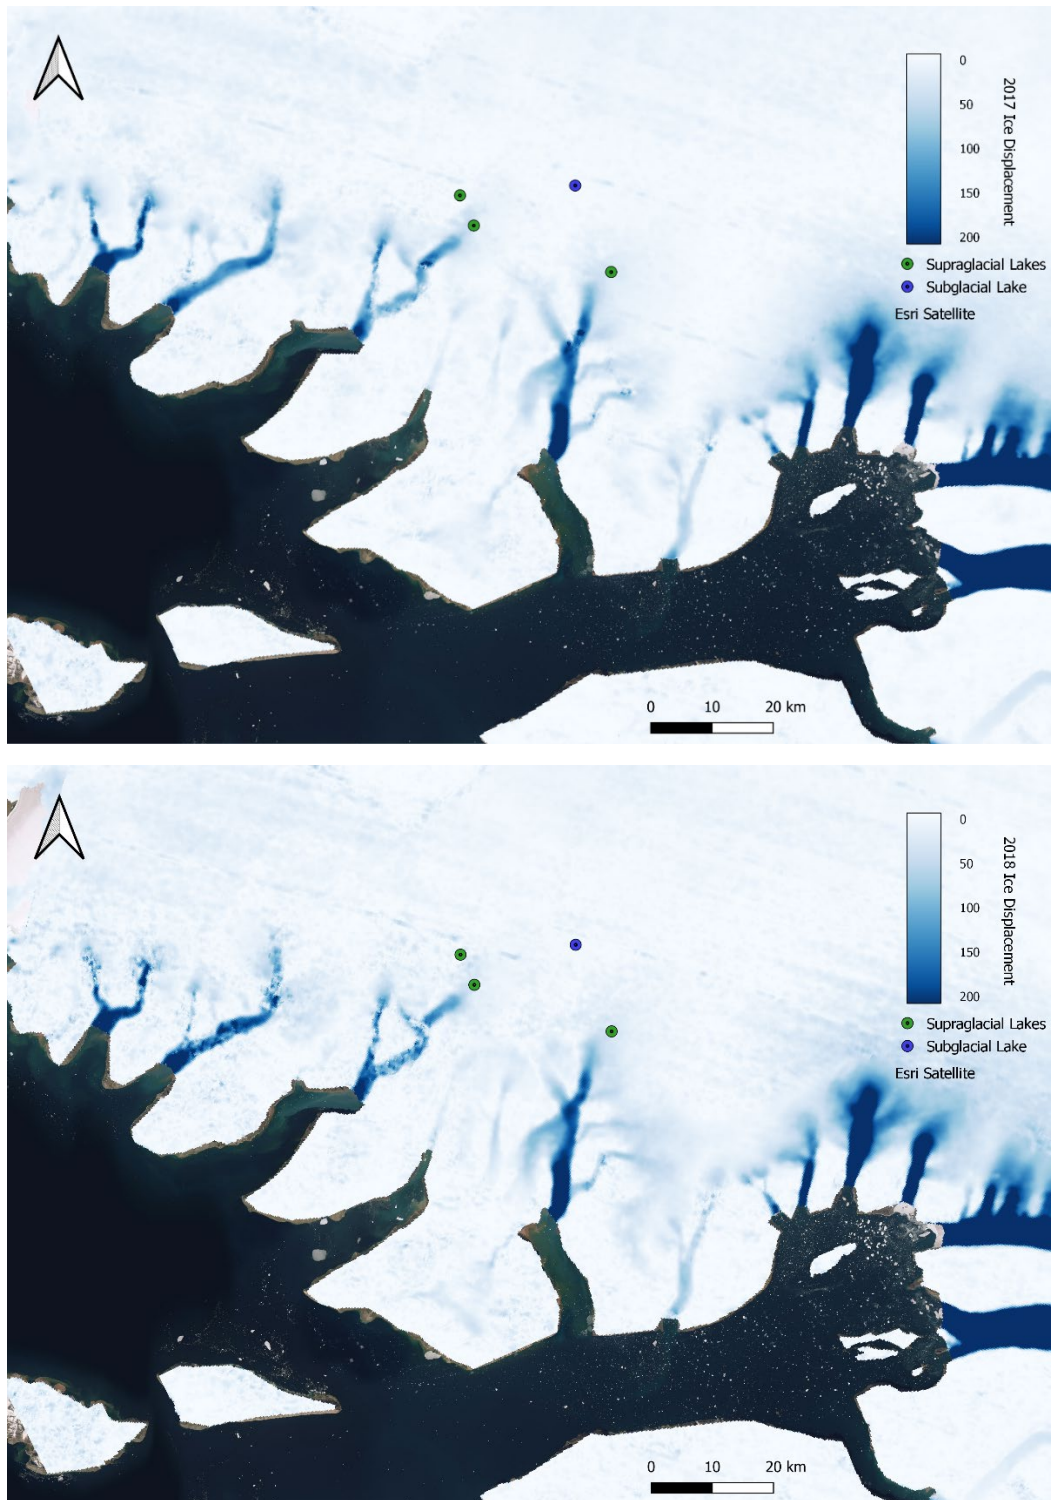 0
50
100
150
200
2017 Ice Displacement
Supraglacial Lakes
Subglacial Lake
Esri Satellite
0 10 20 km
0
50
100
150
200
2018 Ice Displacement
Supraglacial Lakes
Subglacial Lake
Esri Satellite
0 10 20 km